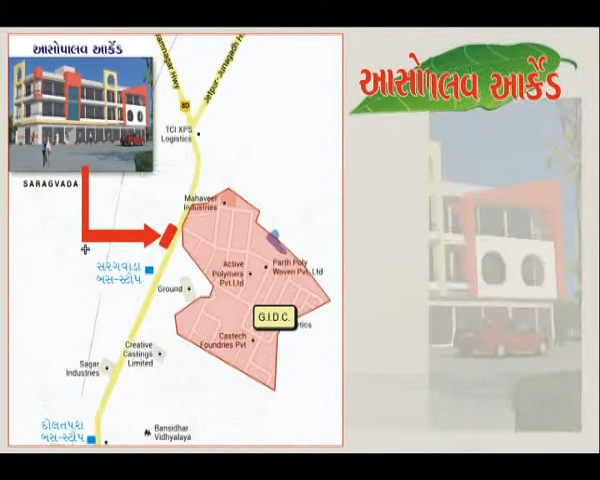 આસોપાલવ આર્કેડ
આસોપાલવ આર્કેડ
Jamnagar Hwy
Jetpur - Junagadh H
8D
TCI XPS
Logistics
SARAGVADA
Mahaveer
Industries
સરગવાડા
બસ-સ્ટોપ
Active
Polymers
Pvt.Ltd
Parth Poly
Woven Pvt. Ltd
Ground
G.I.D.C.
tics
Castech
Foundries Pvt
Creative
Castings
Limited
Sagar
Industries
દોલતપરા
બસ-સ્ટોપ
Bansidhar
Vidhyalaya